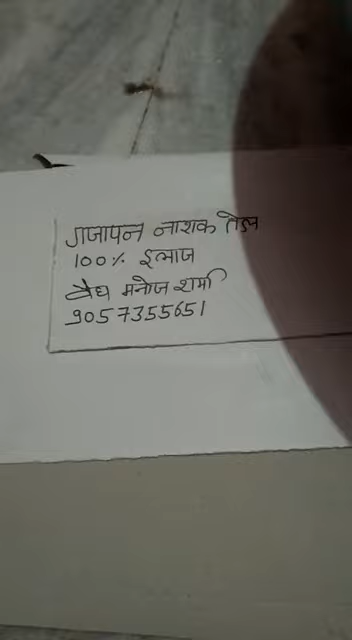 गंजापन नाशक तेल
100% इलाज
वैद्य मनोज शर्मा
9057355651